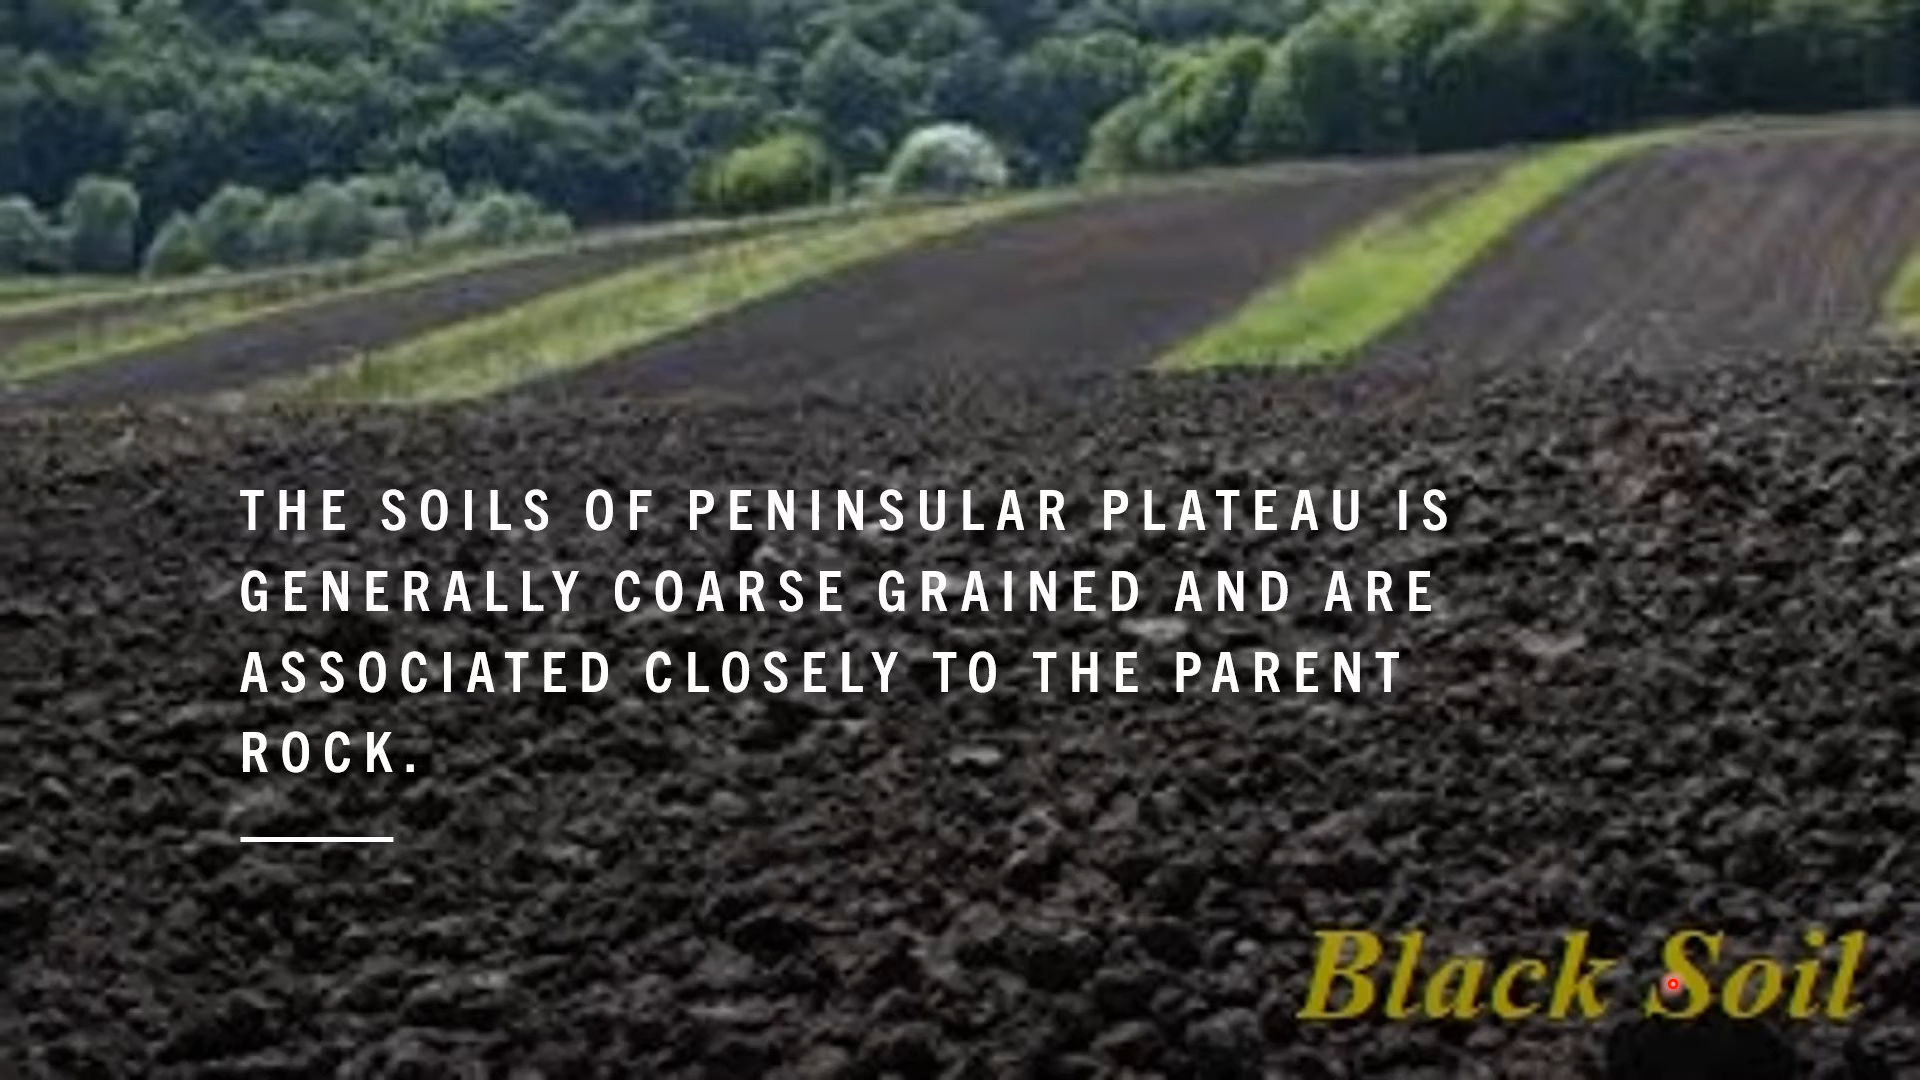 THE SOILS OF PENINSULAR PLATEAU IS
GENERALLY COARSE GRAINED AND ARE
ASSOCIATED CLOSELY TO THE PARENT
ROCK.
Black Soil